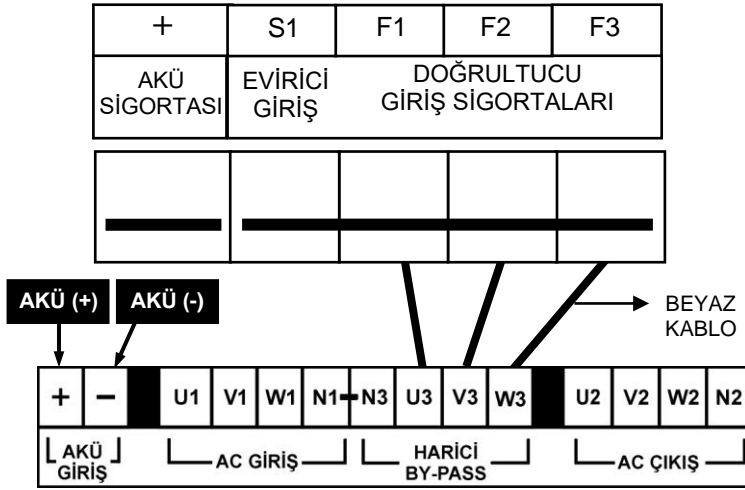 + S1 F1 F2 F3
AKÜ
SİGORTASI
EVİRİCİ
GİRİŞ
DOĞRULTUCU
GİRİŞ SİGORTALARI
AKÜ (+) AKÜ (-)
BEYAZ
KABLO
+ − U1 V1 W1 N1 N3 U3 V3 W3 U2 V2 W2 N2
AKÜ
GİRİŞ
AC GİRİŞ
HARİCİ
BY-PASS
AC ÇIKIŞ